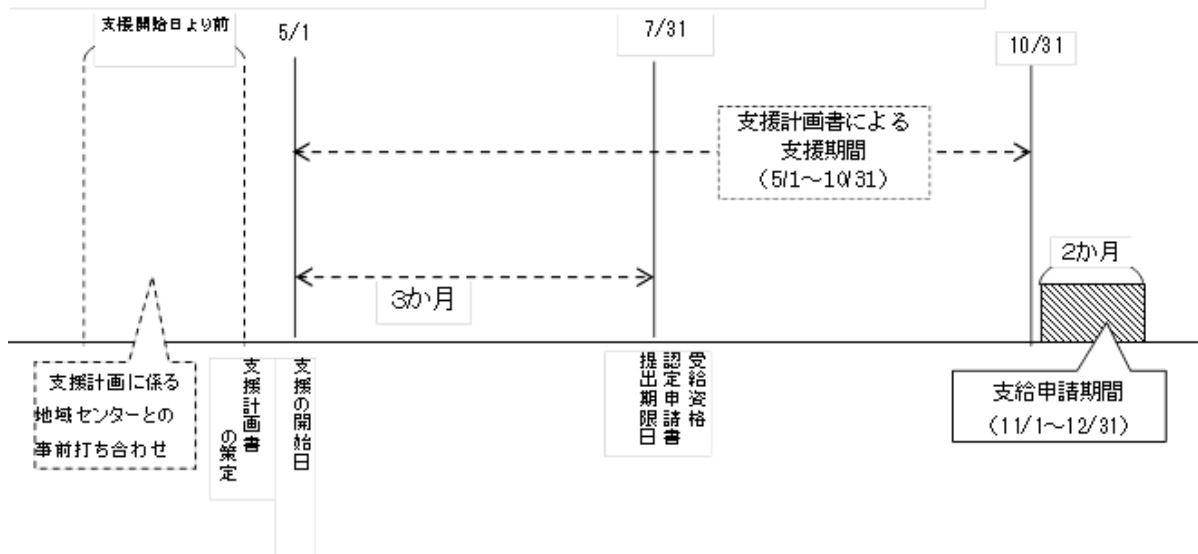 支援開始日より前
5/1
7/31
10/31
支援計画書による
支援期間
（5/1～10/31）
2か月
3か月
支援計画に係る
地域センターとの
事前打ち合わせ
支援計画書
の策定
支援の開始日
受給資格
認定申請書
提出期限日
支給申請期間
（11/1～12/31）